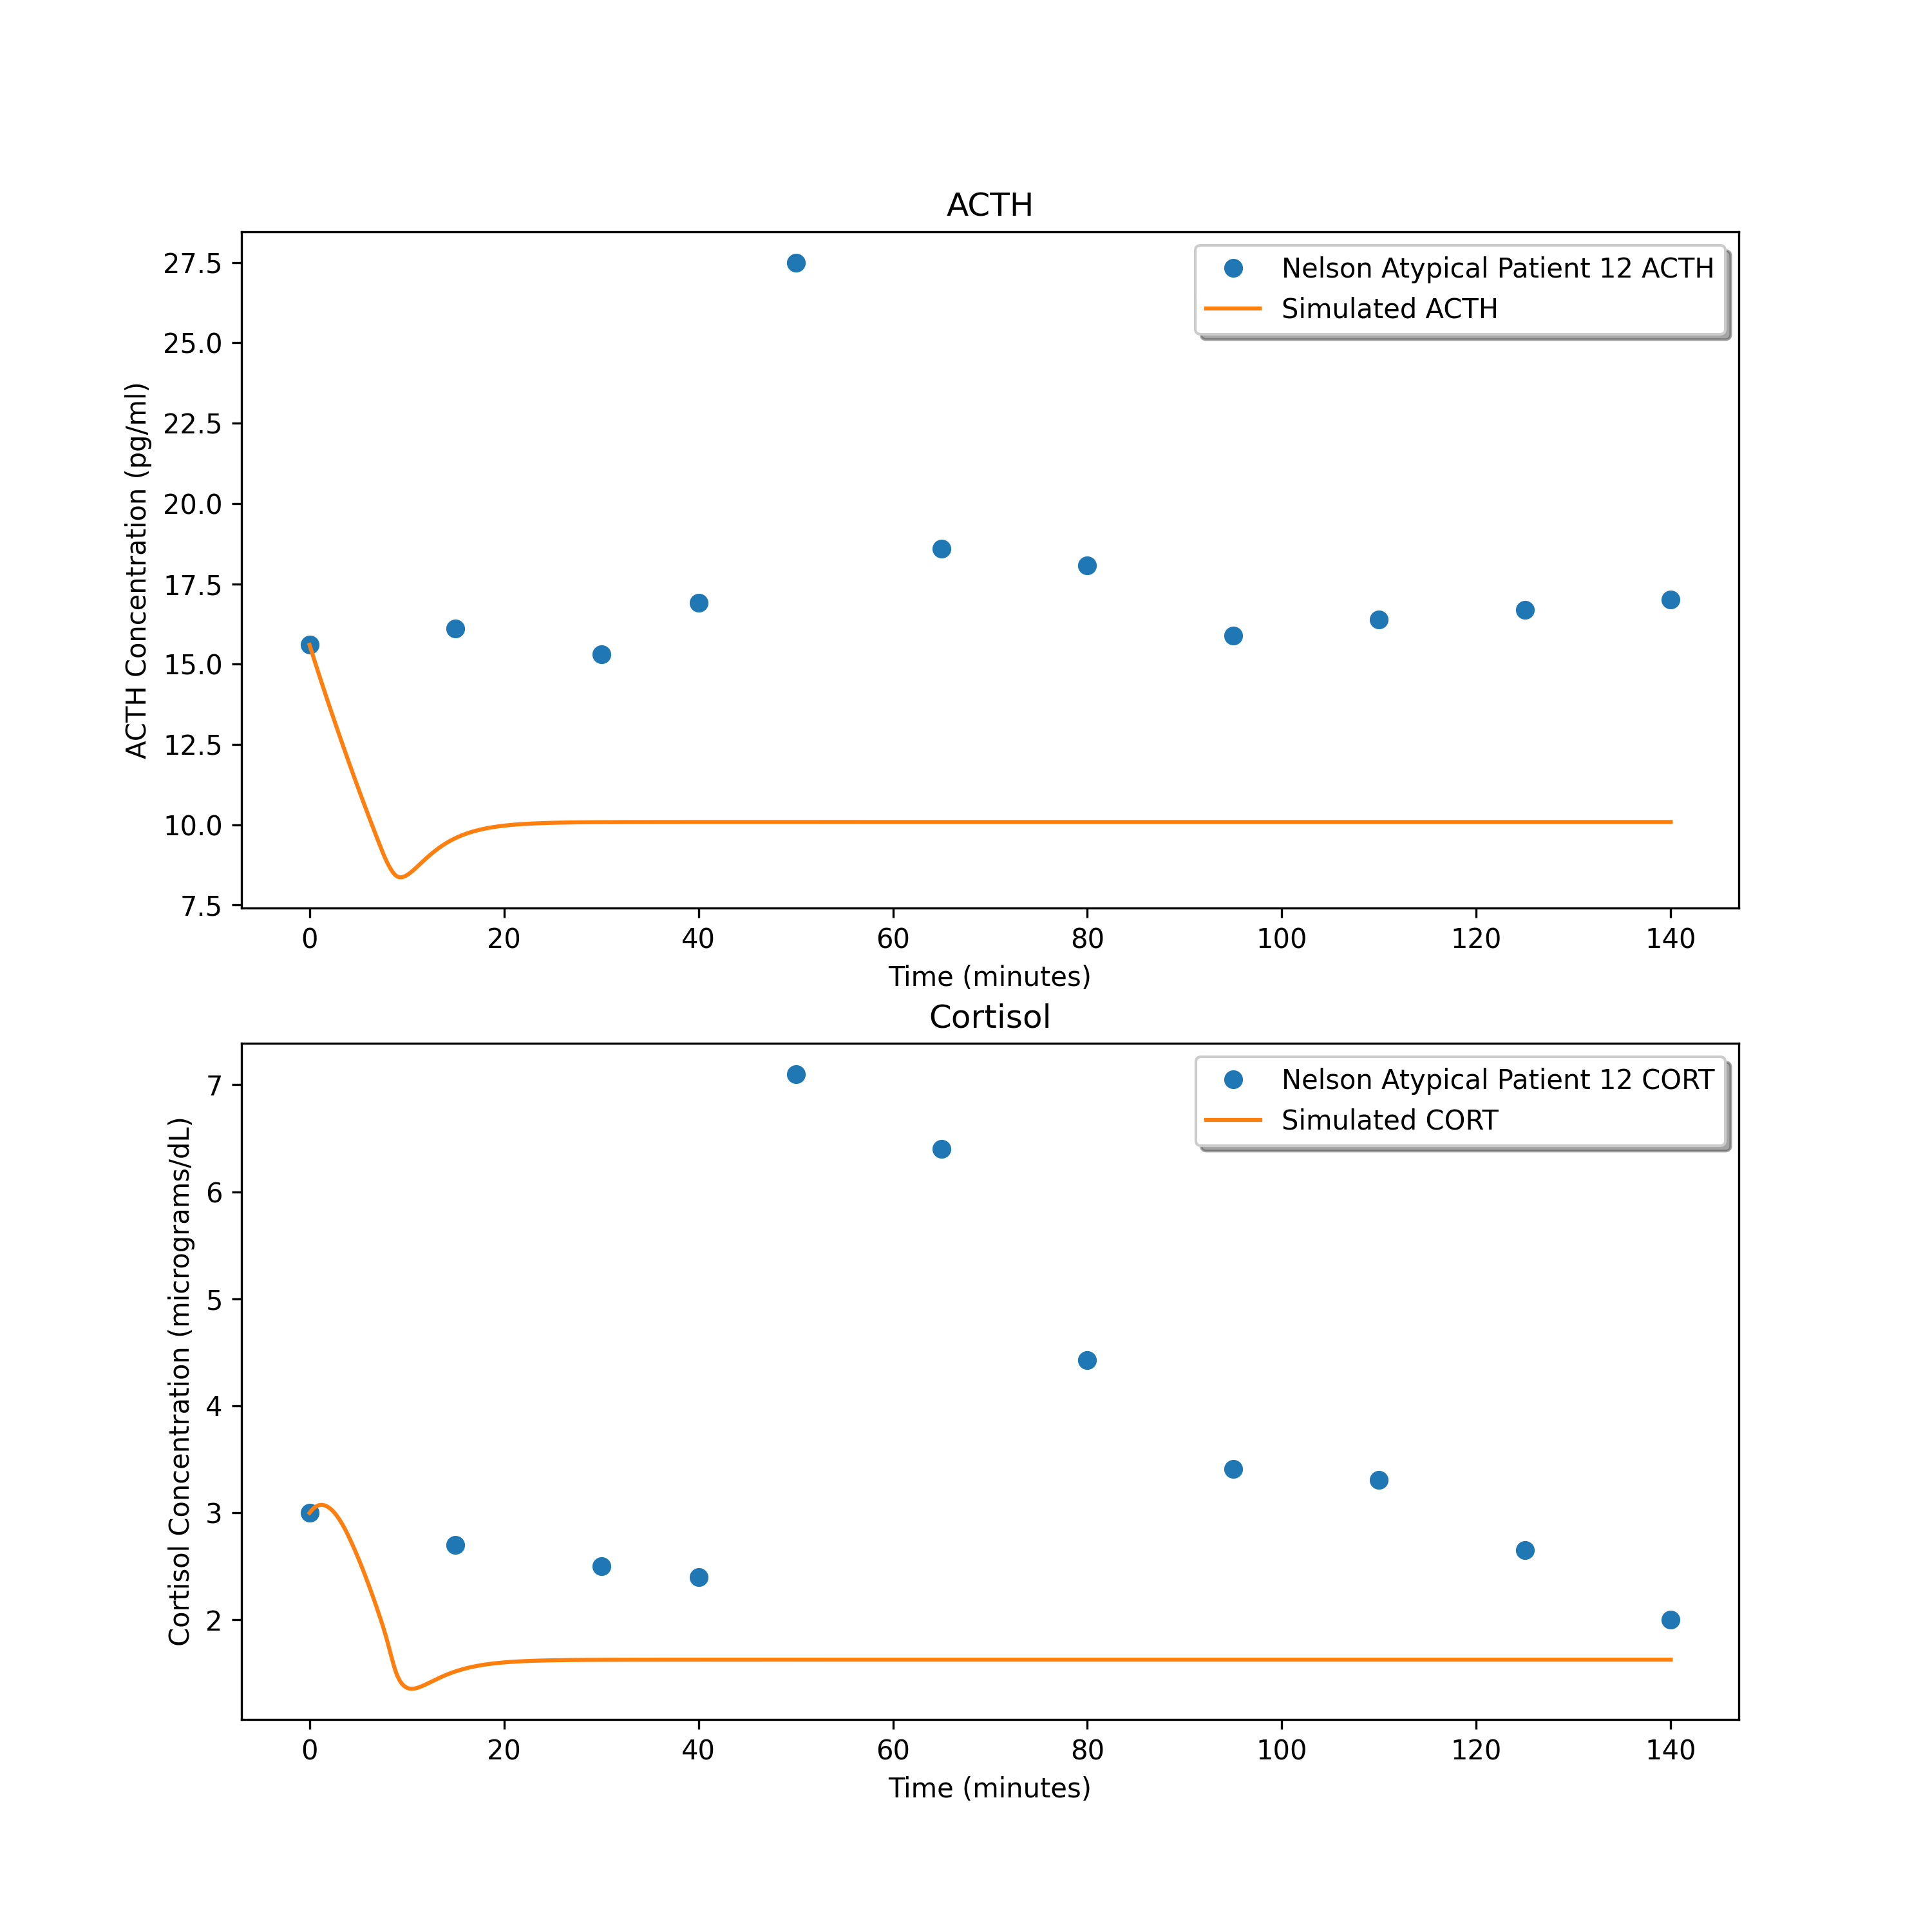 ACTH
27.5
25.0
22.5
20.0
17.5
15.0
12.5
10.0
7.5
ACTH Concentration (pg/ml)
Nelson Atypical Patient 12 ACTH
Simulated ACTH
0 20 40 60 80 100 120 140
Time (minutes)
Cortisol
7
6
5
4
3
2
Cortisol Concentration (micrograms/dL)
Nelson Atypical Patient 12 CORT
Simulated CORT
0 20 40 60 80 100 120 140
Time (minutes)